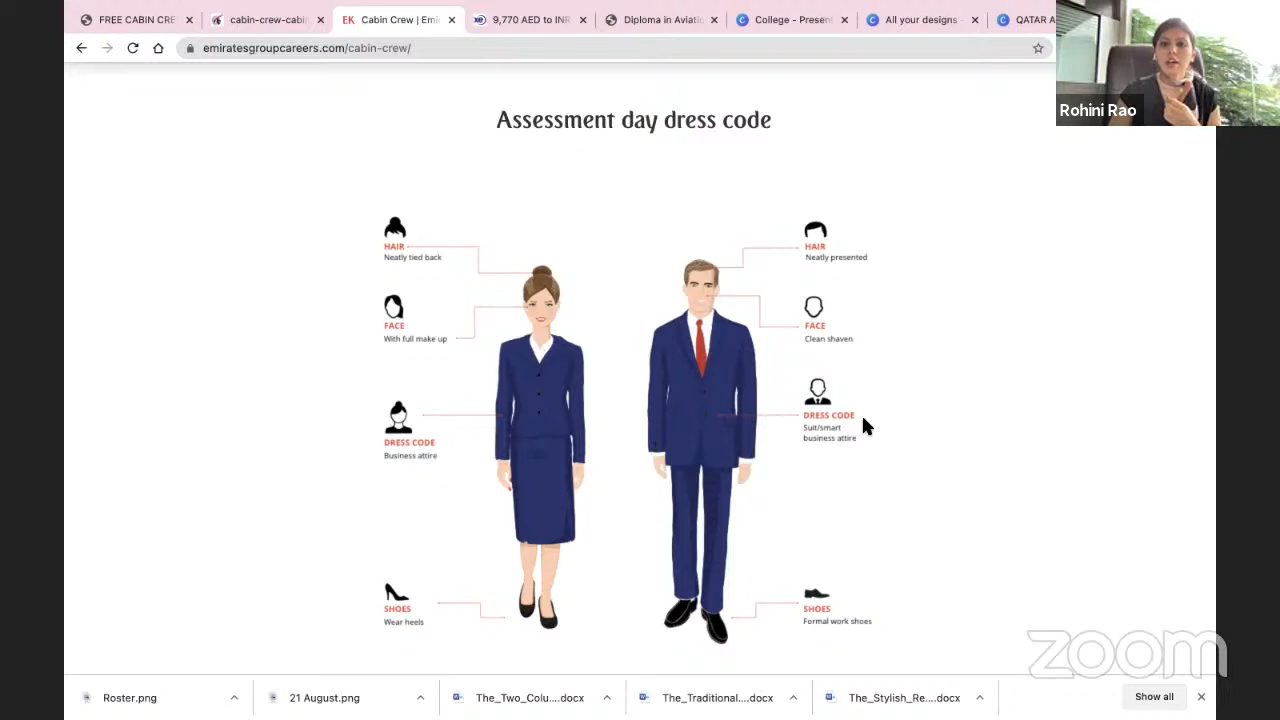 FREE CABIN CRE
cabin-crew-cabi
EK Cabin Crew | Emi
9,770 AED to INR
Diploma in Aviatic
College - Present
All your designs -
QATAR A
emiratesgroupcareers.com/cabin-crew/
Rohini Rao
Assessment day dress code
HAIR
Neatly tied back
FACE
With full make up
DRESS CODE
Business attire
SHOES
Wear heels
HAIR
Neatly presented
FACE
Clean shaven
DRESS CODE
Suit/smart
business attire
SHOES
Formal work shoes
zoom
Roster.png
21 August.png
The_Two_Colu....docx
The_Traditional....docx
The_Stylish_Re....docx
Show all